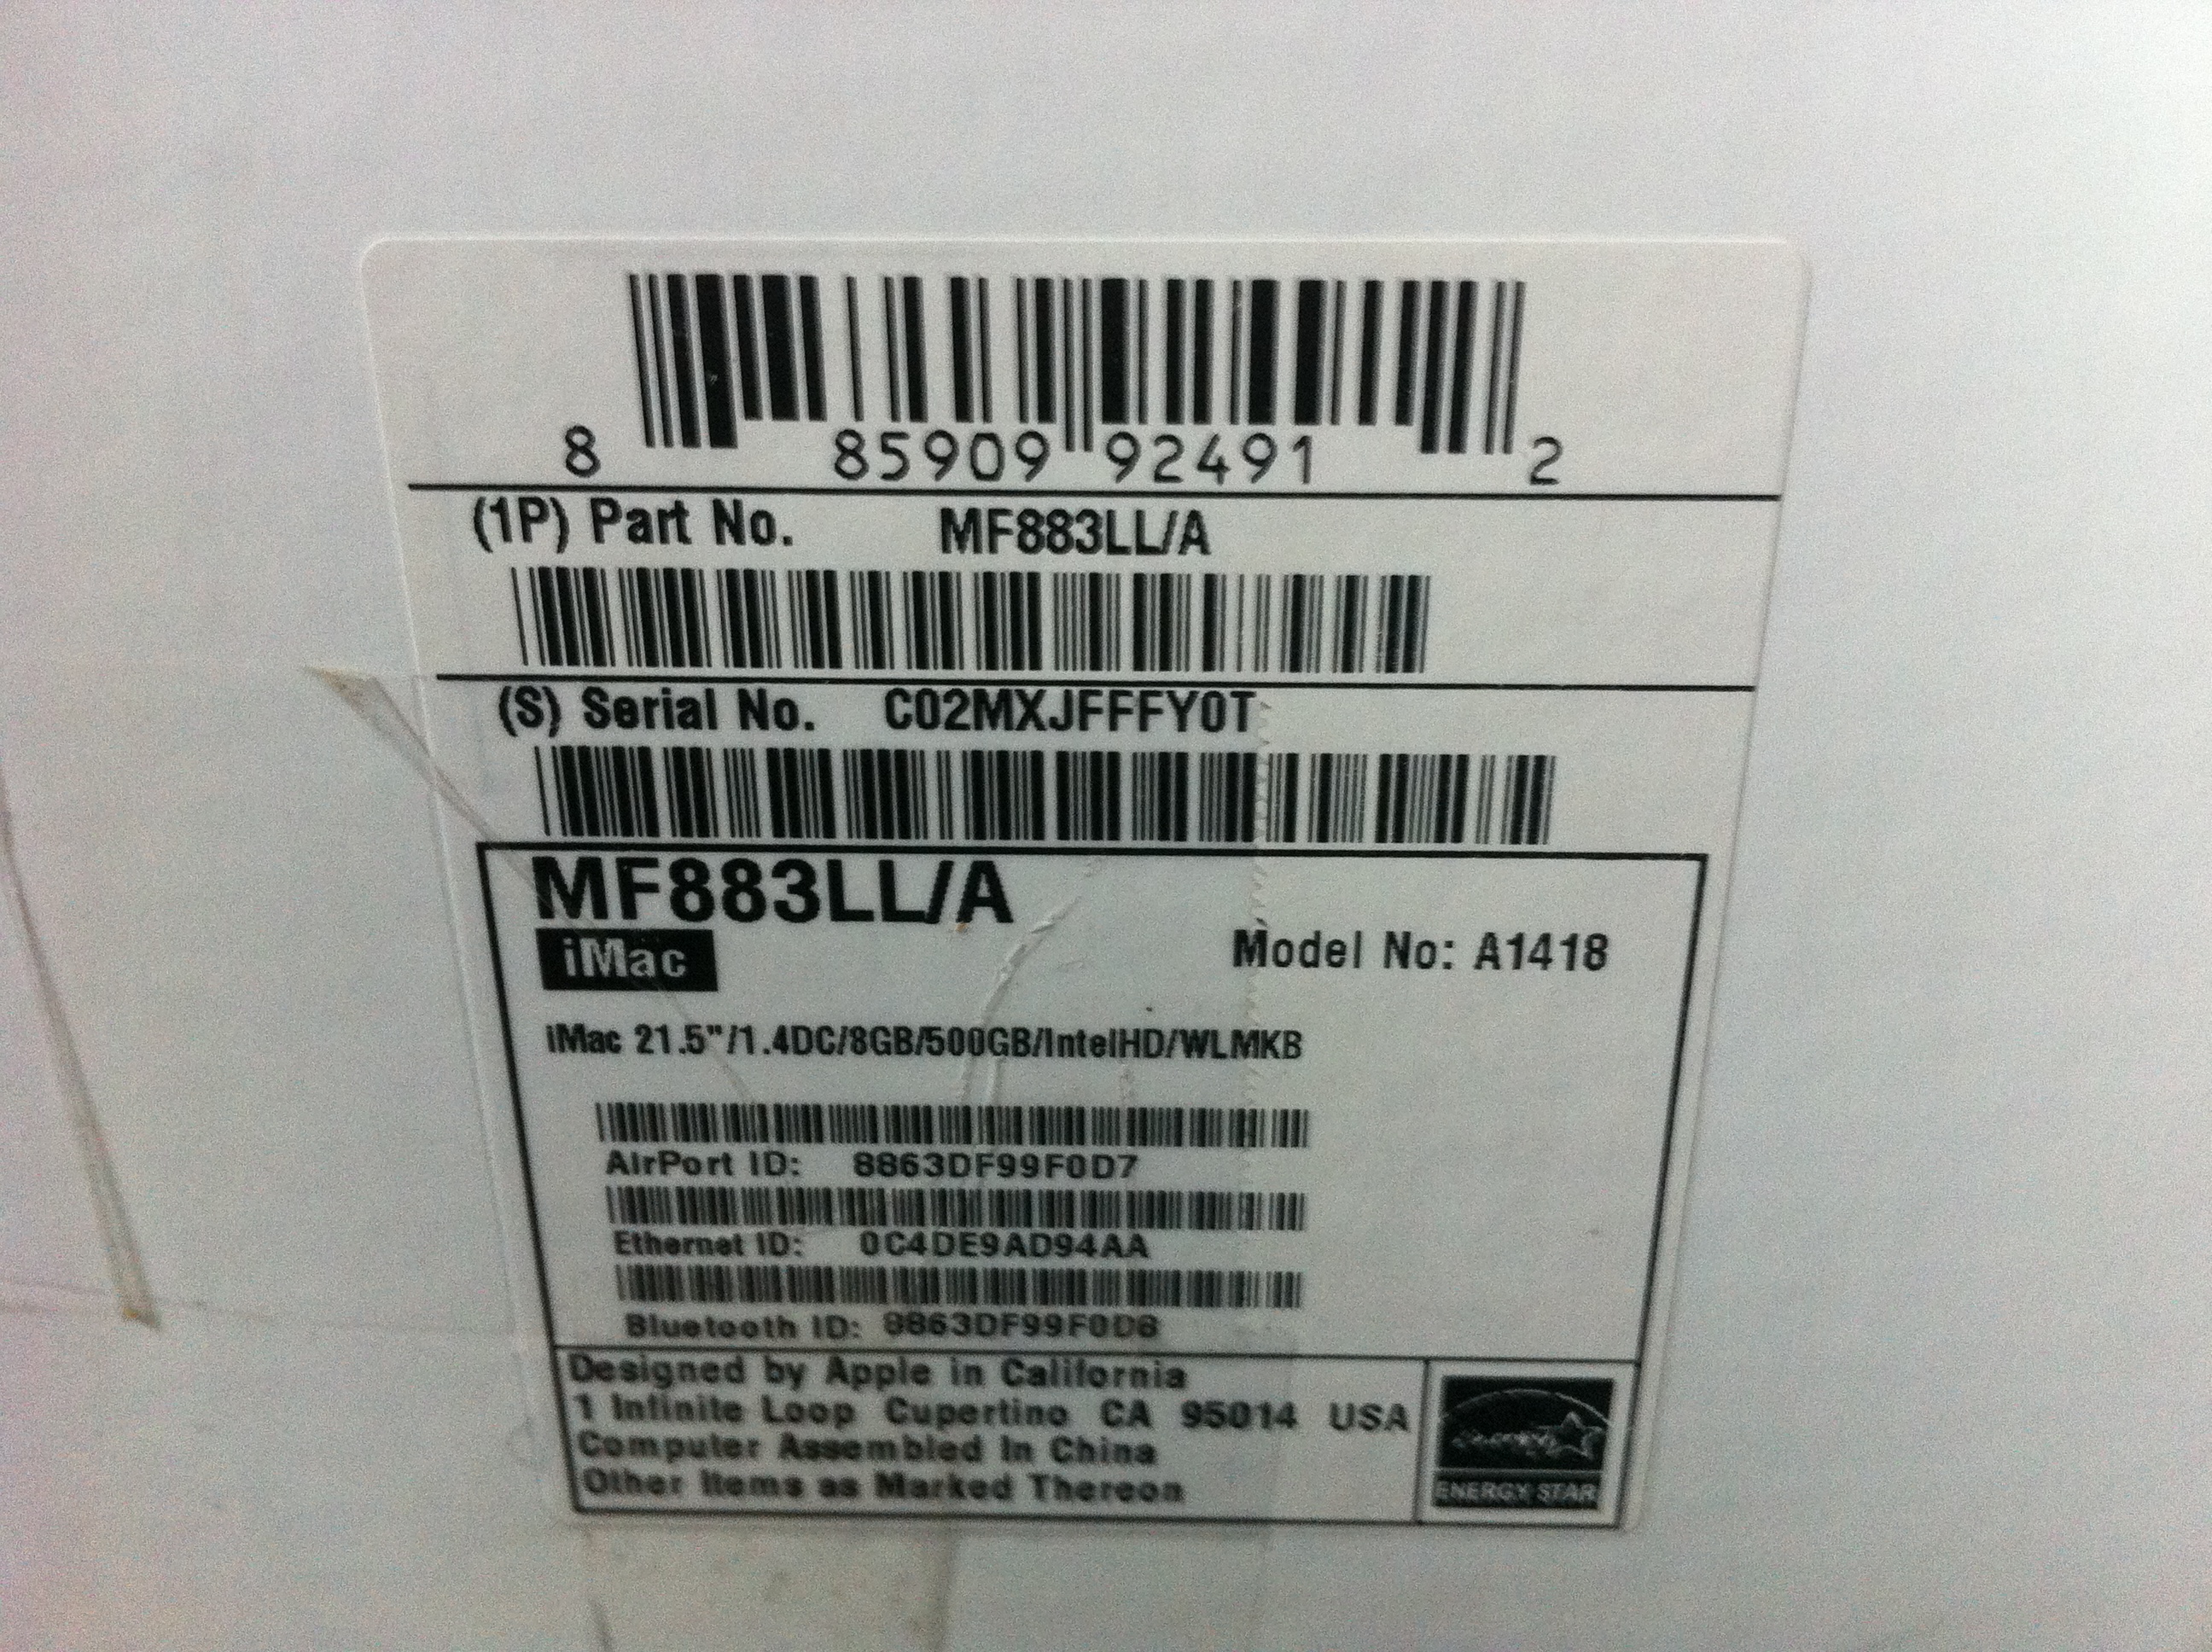 8 85909 92491 2
(1P) Part No. MF883LL/A
(S) Serial No. C02MXJFFFY0T
MF883LL/A
iMac
Model No: A1418
iMac 21.5"/1.4DC/8GB/500GB/IntelHD/WLMKB
AirPort ID: 8863DF99F0D7
Ethernet ID: 0C4DE9AD94AA
Bluetooth ID: 8863DF99F0D8
Designed by Apple in California
1 Infinite Loop Cupertino CA 95014 USA
Computer Assembled In China
Other Items as Marked Thereon
energy
ENERGY STAR